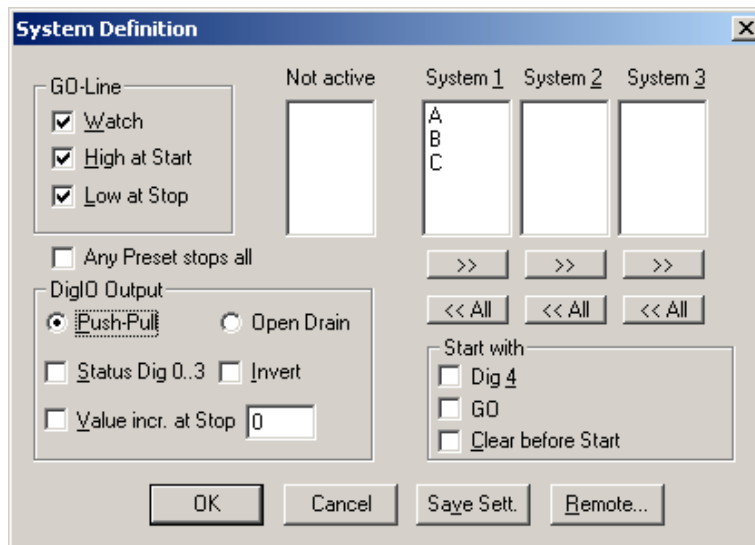 System Definition
GO-Line
Watch
High at Start
Low at Stop
Any Preset stops all
Not active
System 1
A
B
C
System 2
System 3
>>
>>
>>
<< All
<< All
<< All
DigIO Output
Push-Pull
Open Drain
Status Dig 0..3
Invert
Value incr. at Stop
0
Start with
Dig 4
GO
Clear before Start
OK
Cancel
Save Sett.
Remote...